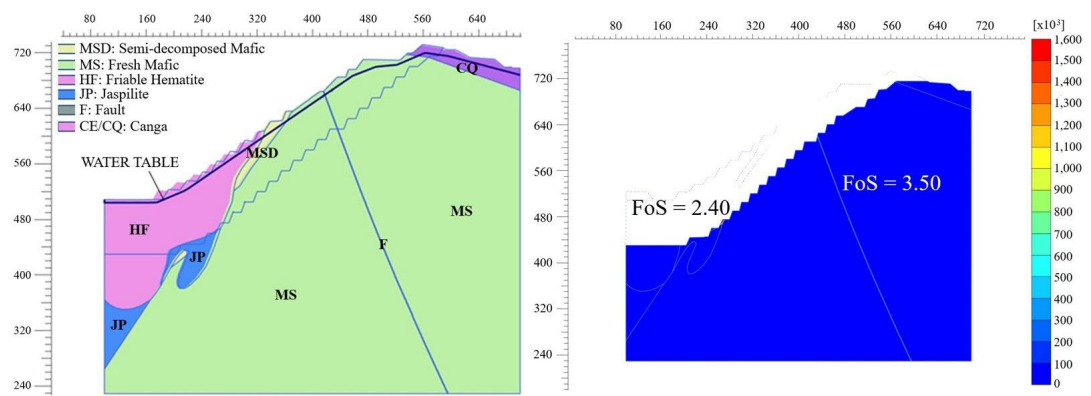 80 160 240 320 400 480 560 640
720
640
560
480
400
320
240
MSD: Semi-decomposed Mafic
MS: Fresh Mafic
HF: Friable Hematite
JP: Jaspilite
F: Fault
CE/CQ: Canga
WATER TABLE
CQ
MSD
HF
MS
JP
F
MS
JP
80 160 240 320 400 480 560 640 720
720
640
560
480
400
320
240
FoS = 3.50
FoS = 2.40
[x10³]
1,600
1,500
1,400
1,300
1,200
1,100
1,000
900
800
700
600
500
400
300
200
100
0